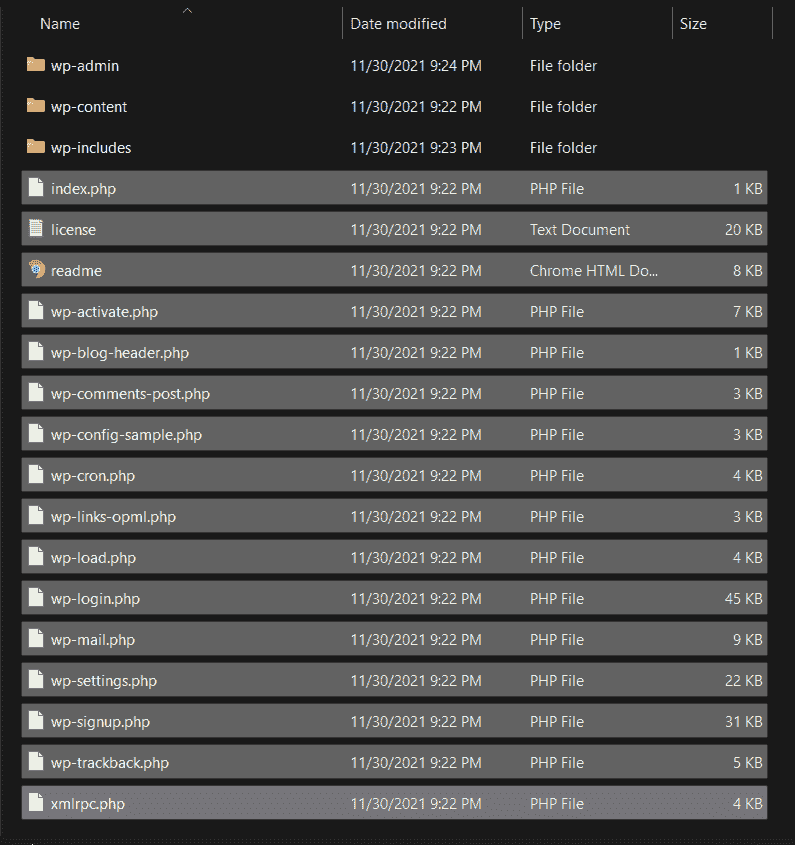 Name Date modified Type Size
wp-admin 11/30/2021 9:24 PM File folder
wp-content 11/30/2021 9:22 PM File folder
wp-includes 11/30/2021 9:23 PM File folder
index.php 11/30/2021 9:22 PM PHP File 1 KB
license 11/30/2021 9:22 PM Text Document 20 KB
readme 11/30/2021 9:22 PM Chrome HTML Do... 8 KB
wp-activate.php 11/30/2021 9:22 PM PHP File 7 KB
wp-blog-header.php 11/30/2021 9:22 PM PHP File 1 KB
wp-comments-post.php 11/30/2021 9:22 PM PHP File 3 KB
wp-config-sample.php 11/30/2021 9:22 PM PHP File 3 KB
wp-cron.php 11/30/2021 9:22 PM PHP File 4 KB
wp-links-opml.php 11/30/2021 9:22 PM PHP File 3 KB
wp-load.php 11/30/2021 9:22 PM PHP File 4 KB
wp-login.php 11/30/2021 9:22 PM PHP File 45 KB
wp-mail.php 11/30/2021 9:22 PM PHP File 9 KB
wp-settings.php 11/30/2021 9:22 PM PHP File 22 KB
wp-signup.php 11/30/2021 9:22 PM PHP File 31 KB
wp-trackback.php 11/30/2021 9:22 PM PHP File 5 KB
xmlrpc.php 11/30/2021 9:22 PM PHP File 4 KB